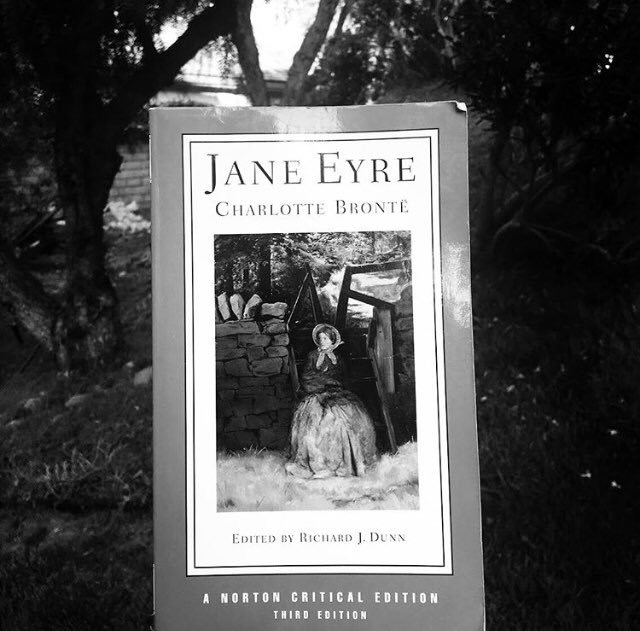 JANE EYRE
CHARLOTTE BRONTË
EDITED BY RICHARD J. DUNN
A NORTON CRITICAL EDITION
THIRD EDITION